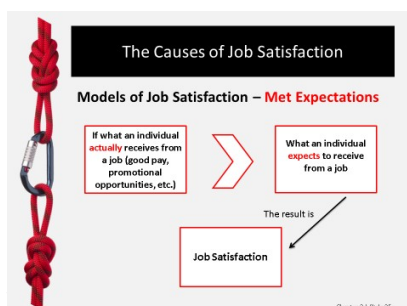 The Causes of Job Satisfaction
Models of Job Satisfaction – Met Expectations
If what an individual
actually receives from
a job (good pay,
promotional
opportunities, etc.)
What an individual
expects to receive
from a job
The result is
Job Satisfaction